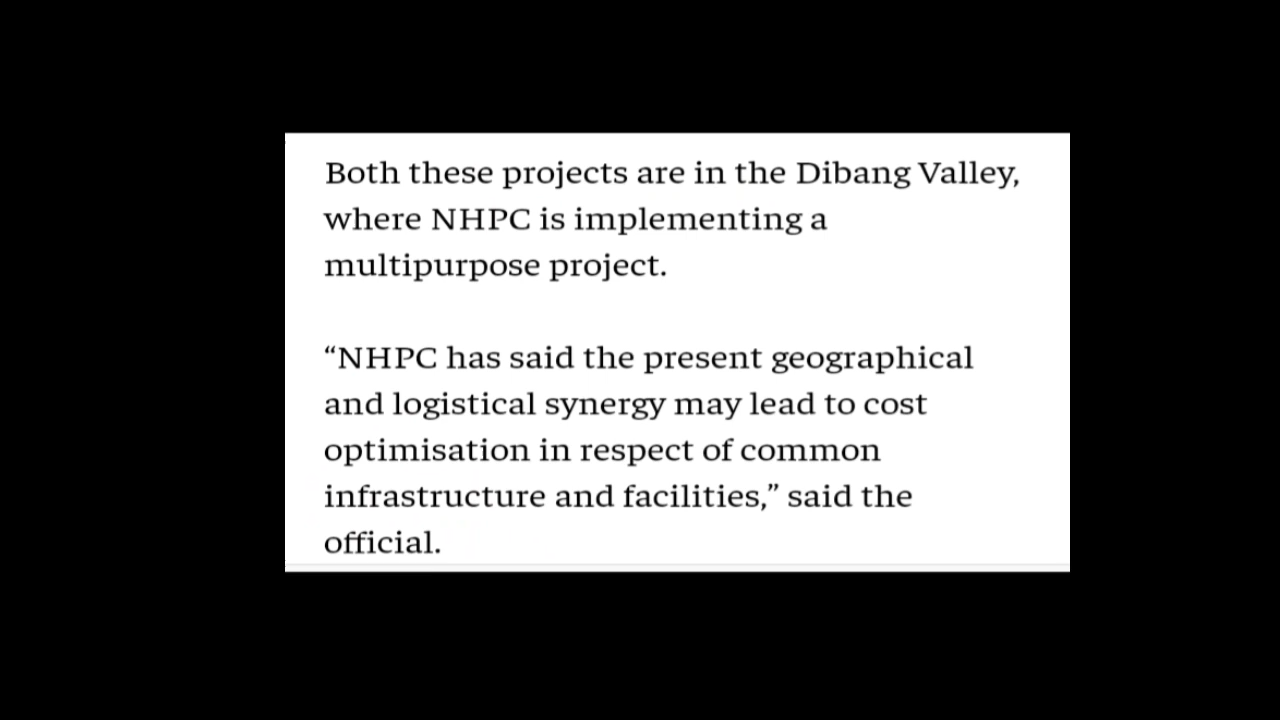 Both these projects are in the Dibang Valley,
where NHPC is implementing a
multipurpose project.
“NHPC has said the present geographical
and logistical synergy may lead to cost
optimisation in respect of common
infrastructure and facilities,” said the
official.